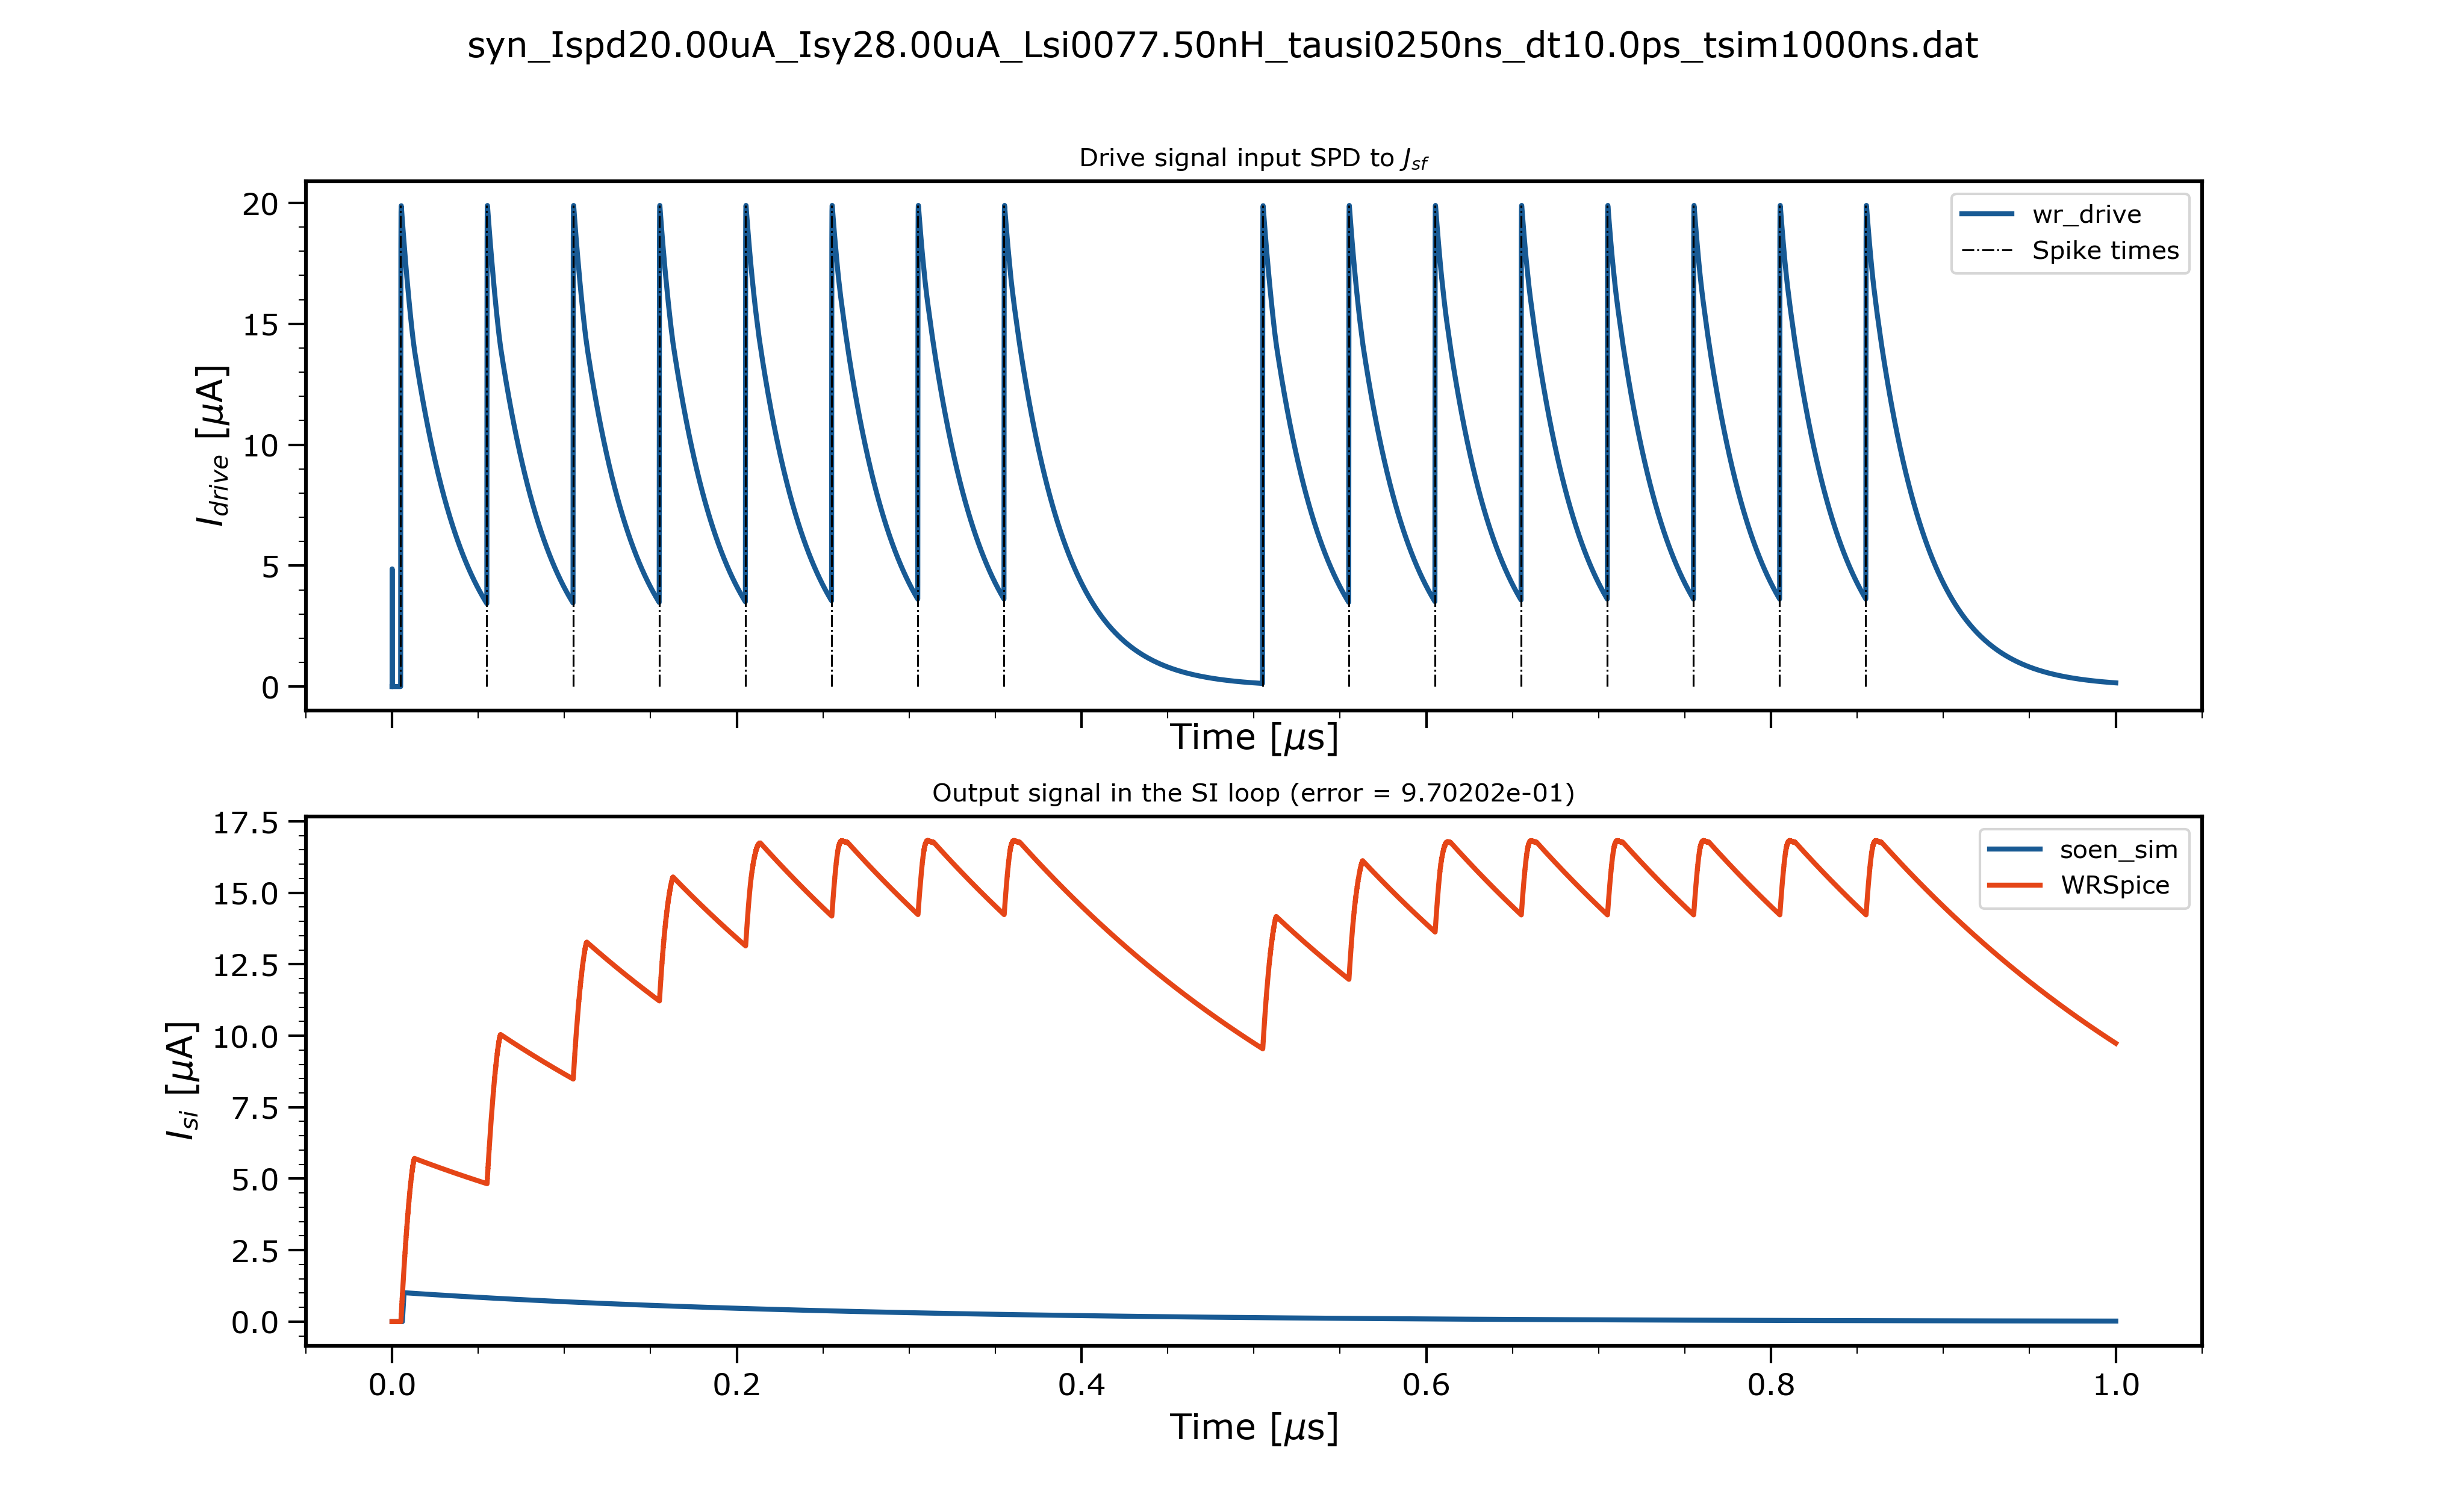 syn_Ispd20.00uA_Isy28.00uA_Lsi0077.50nH_tausi0250ns_dt10.0ps_tsim1000ns.dat
Drive signal input SPD to J_sf
I_drive [μA]
20
15
10
5
0
wr_drive
Spike times
Time [μs]
Output signal in the SI loop (error = 9.70202e-01)
I_si [μA]
17.5
15.0
12.5
10.0
7.5
5.0
2.5
0.0
soen_sim
WRSpice
0.0 0.2 0.4 0.6 0.8 1.0
Time [μs]